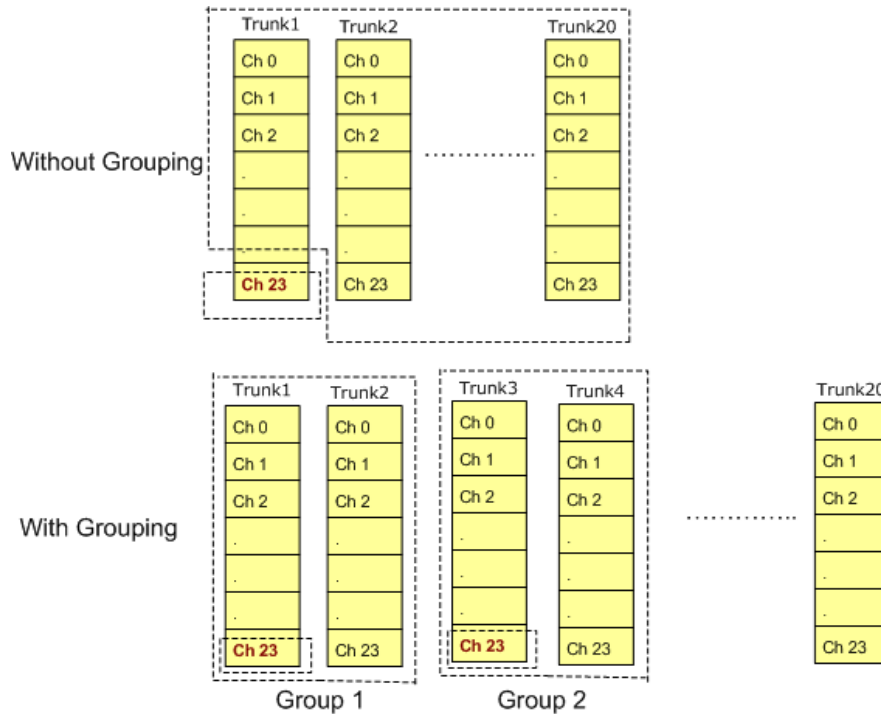 Trunk1 Trunk2 Trunk20
Ch 0 Ch 0 Ch 0
Ch 1 Ch 1 Ch 1
Ch 2 Ch 2 Ch 2
Without Grouping ....................
. . .
. . .
. . .
Ch 23 Ch 23 Ch 23
Trunk1 Trunk2 Trunk3 Trunk4 Trunk20
Ch 0 Ch 0 Ch 0 Ch 0 Ch 0
Ch 1 Ch 1 Ch 1 Ch 1 Ch 1
Ch 2 Ch 2 Ch 2 Ch 2 Ch 2
With Grouping ....................
. . . . .
. . . . .
. . . . .
Ch 23 Ch 23 Ch 23 Ch 23 Ch 23
Group 1 Group 2